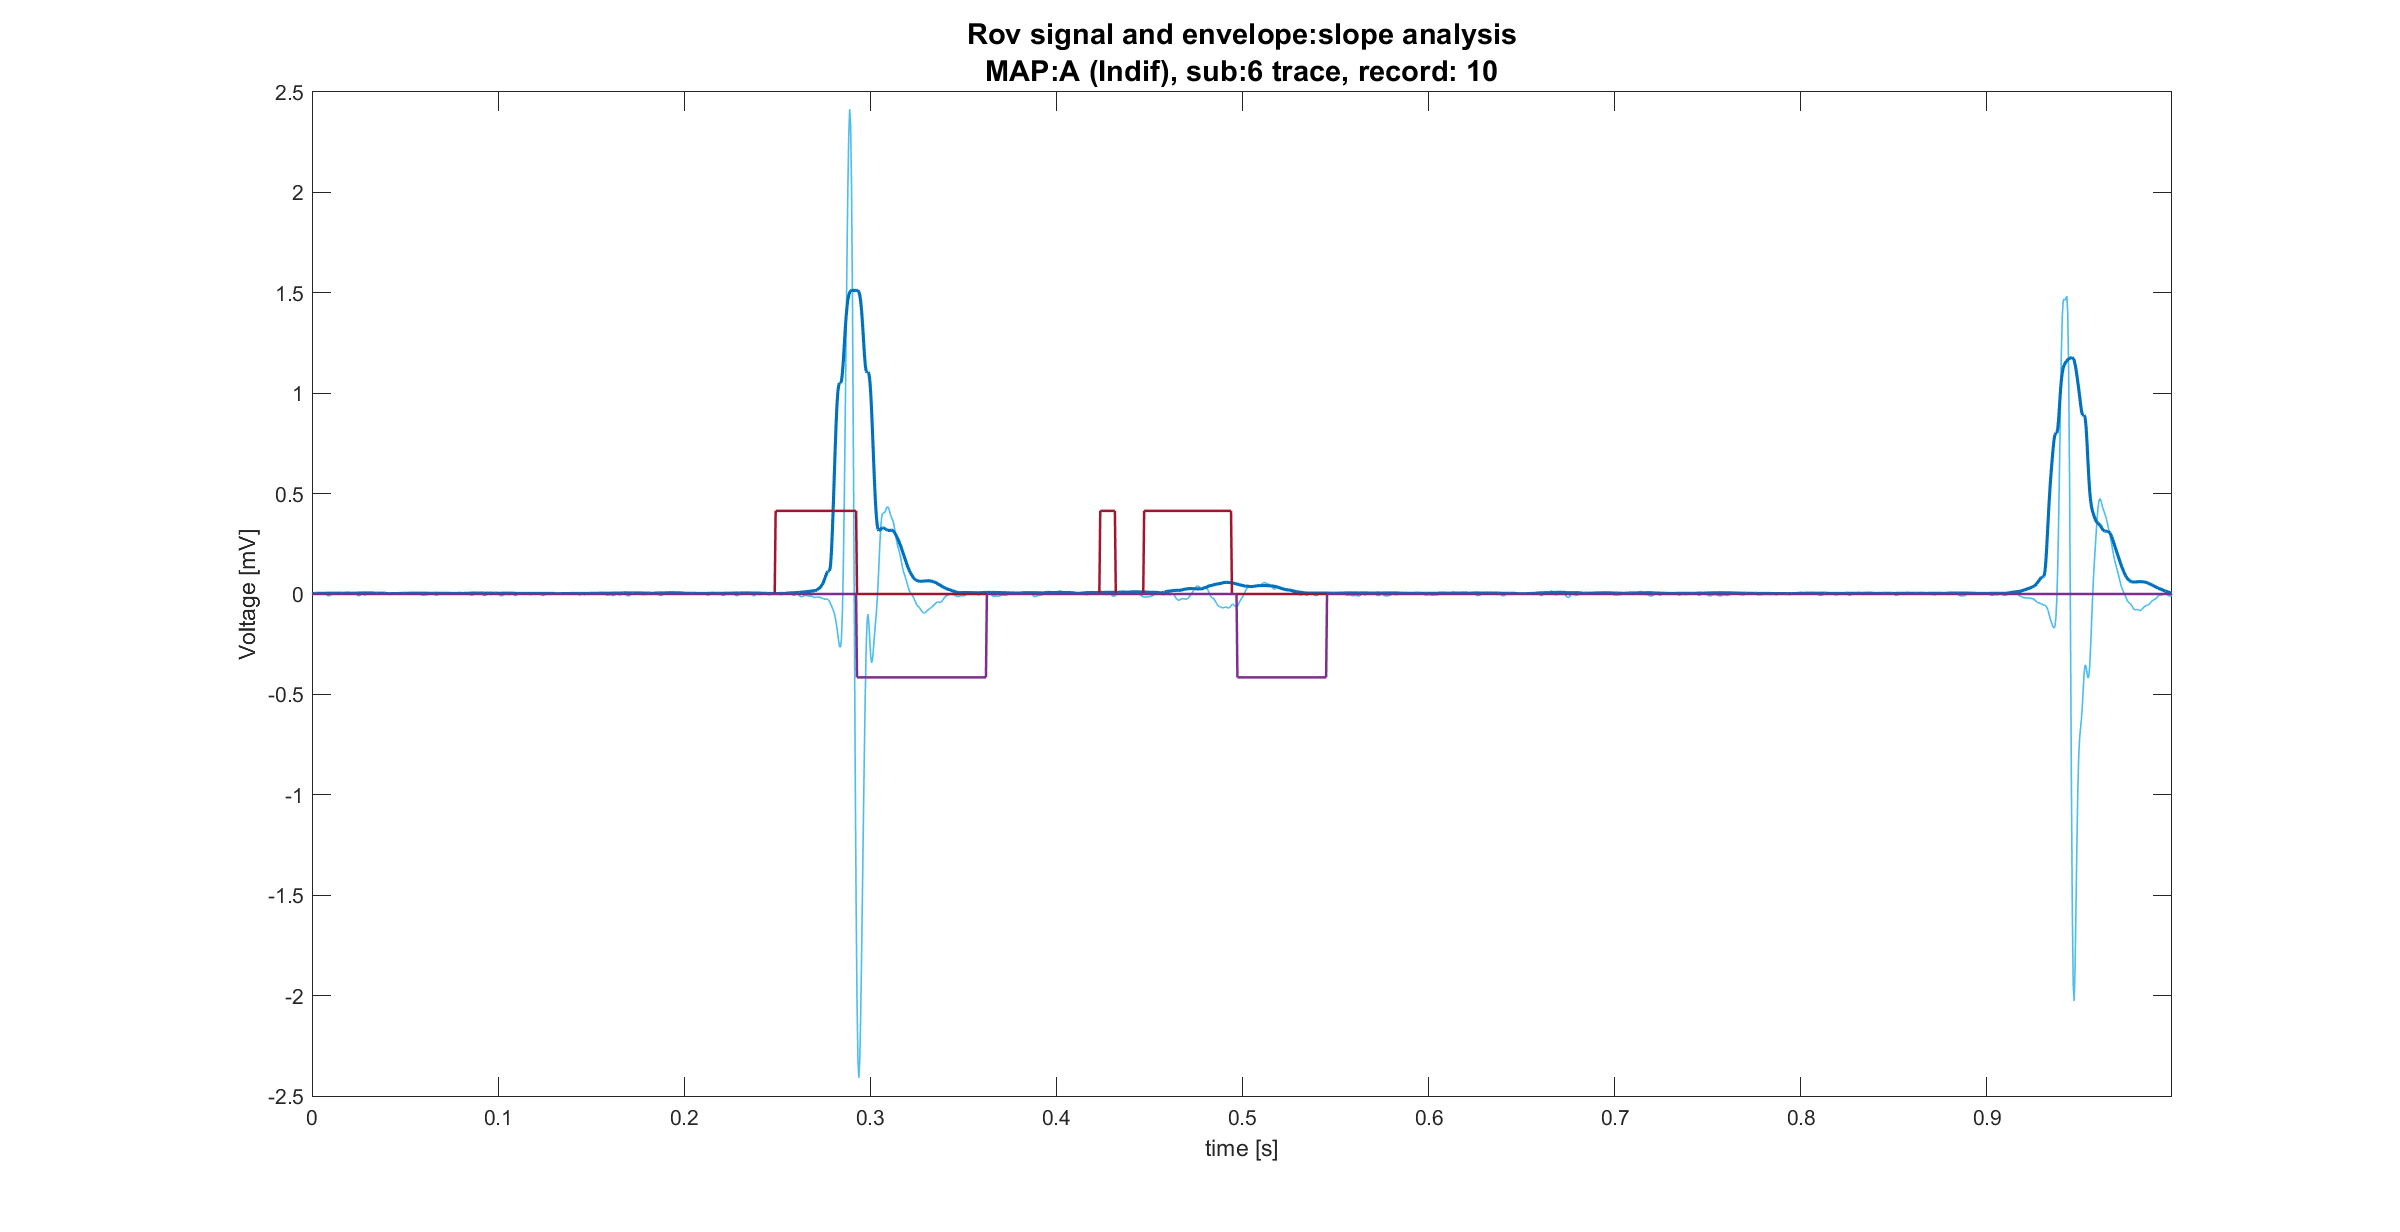 Rov signal and envelope:slope analysis
MAP:A (Indif), sub:6 trace, record: 10
2.5
2
1.5
1
0.5
0
-0.5
-1
-1.5
-2
-2.5
Voltage [mV]
0 0.1 0.2 0.3 0.4 0.5 0.6 0.7 0.8 0.9
time [s]